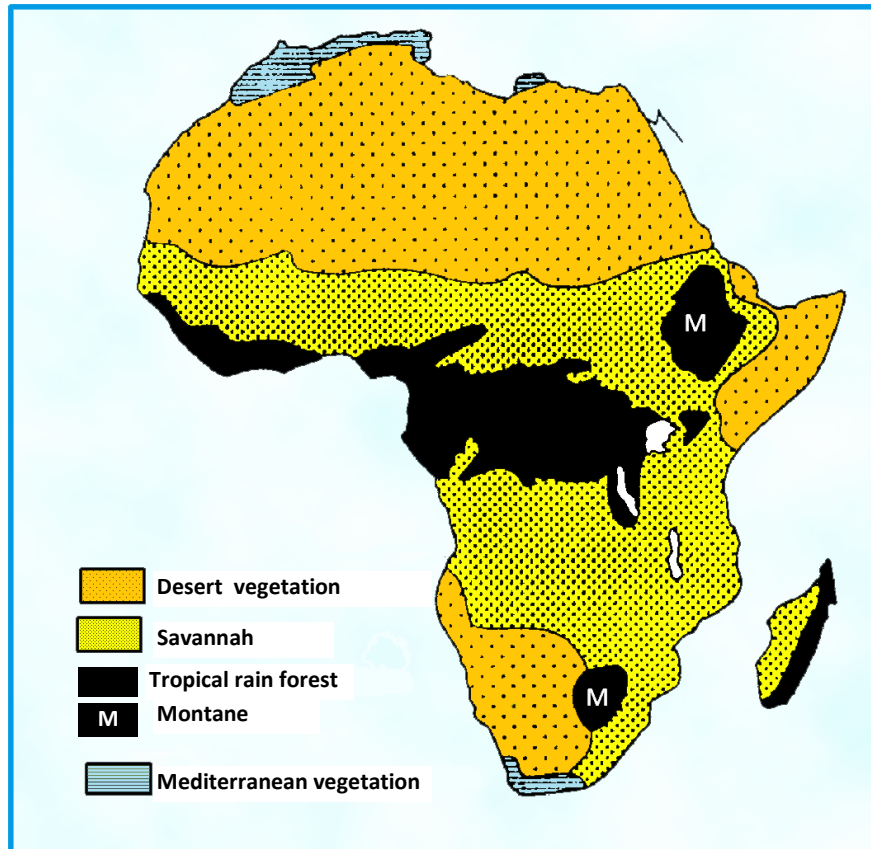 M
M
Desert vegetation
Savannah
Tropical rain forest
M Montane
Mediterranean vegetation